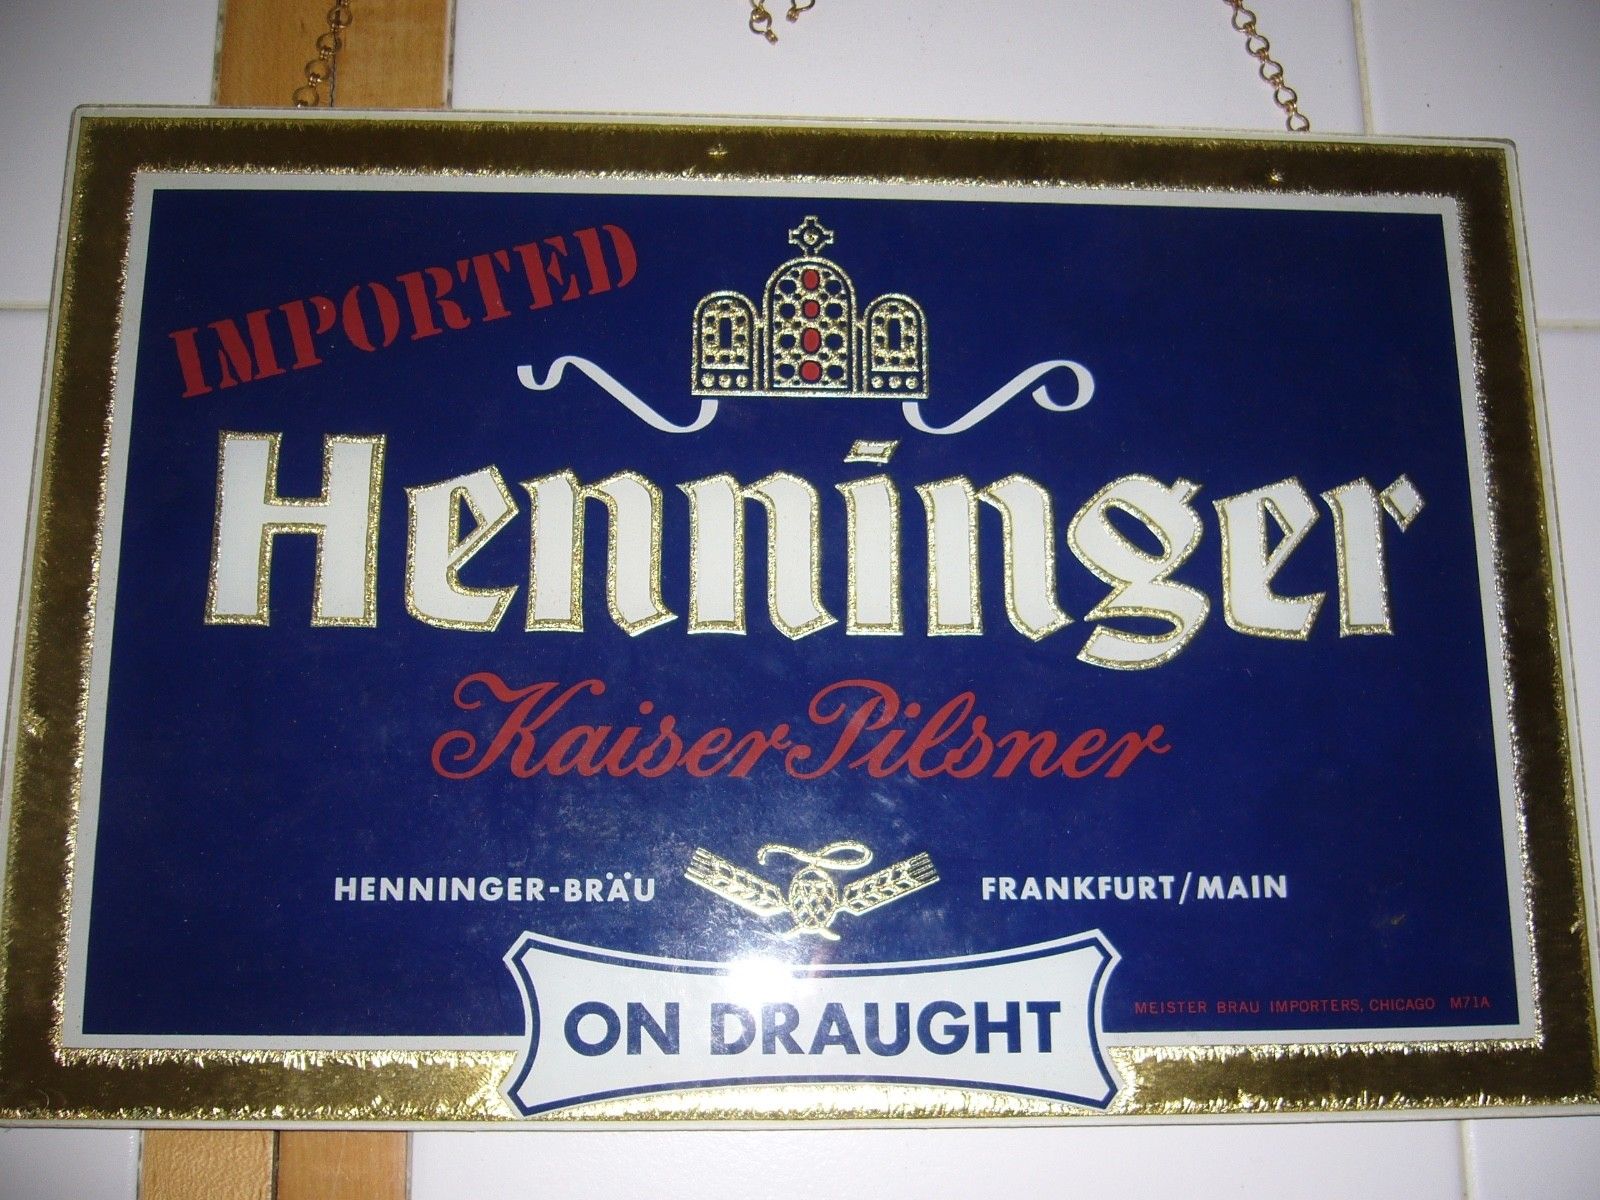 IMPORTED
Henninger
Kaiser Pilsner
HENNINGER-BRÄU FRANKFURT/MAIN
ON DRAUGHT
MEISTER BRAU IMPORTERS, CHICAGO M71A